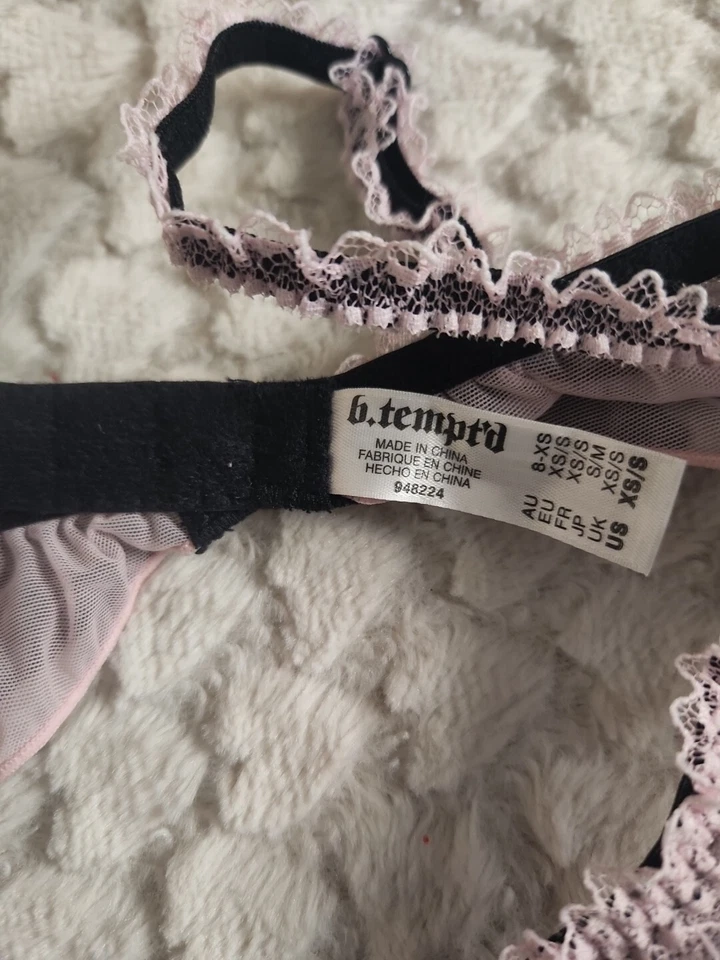 b.tempt'd
MADE IN CHINA
FABRIQUE EN CHINE
HECHO EN CHINA
948224
AU 8-XS
EU XS/S
FR XS/S
JP S/M
UK XS/S
US XS/S